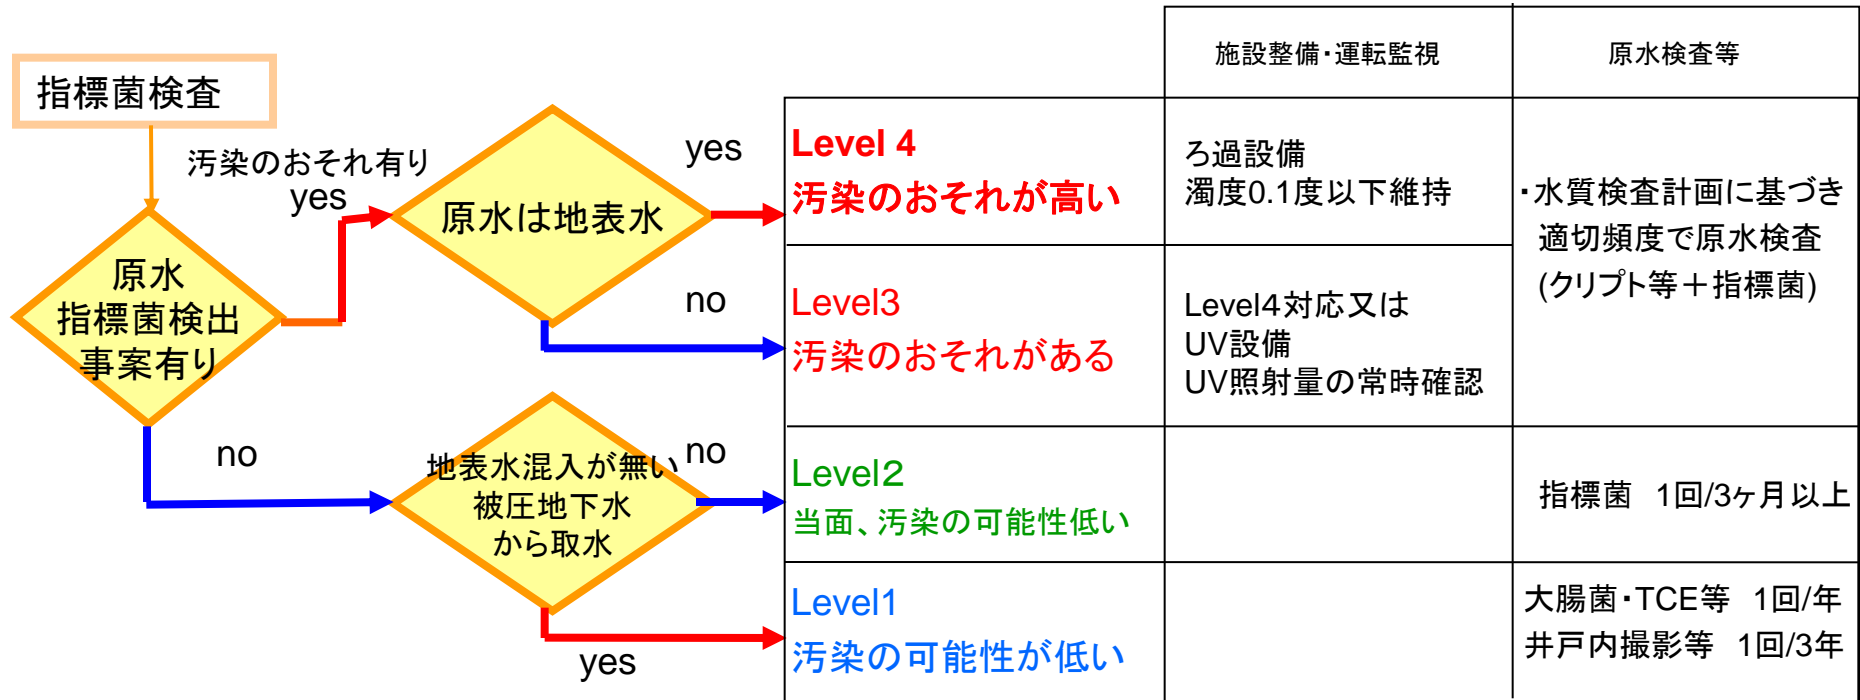 施設整備・運転監視
原水検査等
指標菌検査
汚染のおそれ有り
yes
原水
指標菌検出
事案有り
原水は地表水
yes
no
no
地表水混入が無い
被圧地下水
から取水
no
yes
Level 4
汚染のおそれが高い
ろ過設備
濁度0.1度以下維持
・水質検査計画に基づき
適切頻度で原水検査
(クリプト等+指標菌)
Level3
汚染のおそれがある
Level4対応又は
UV設備
UV照射量の常時確認
Level2
当面、汚染の可能性低い
指標菌 1回/3ヶ月以上
Level1
汚染の可能性が低い
大腸菌・TCE等 1回/年
井戸内撮影等 1回/3年